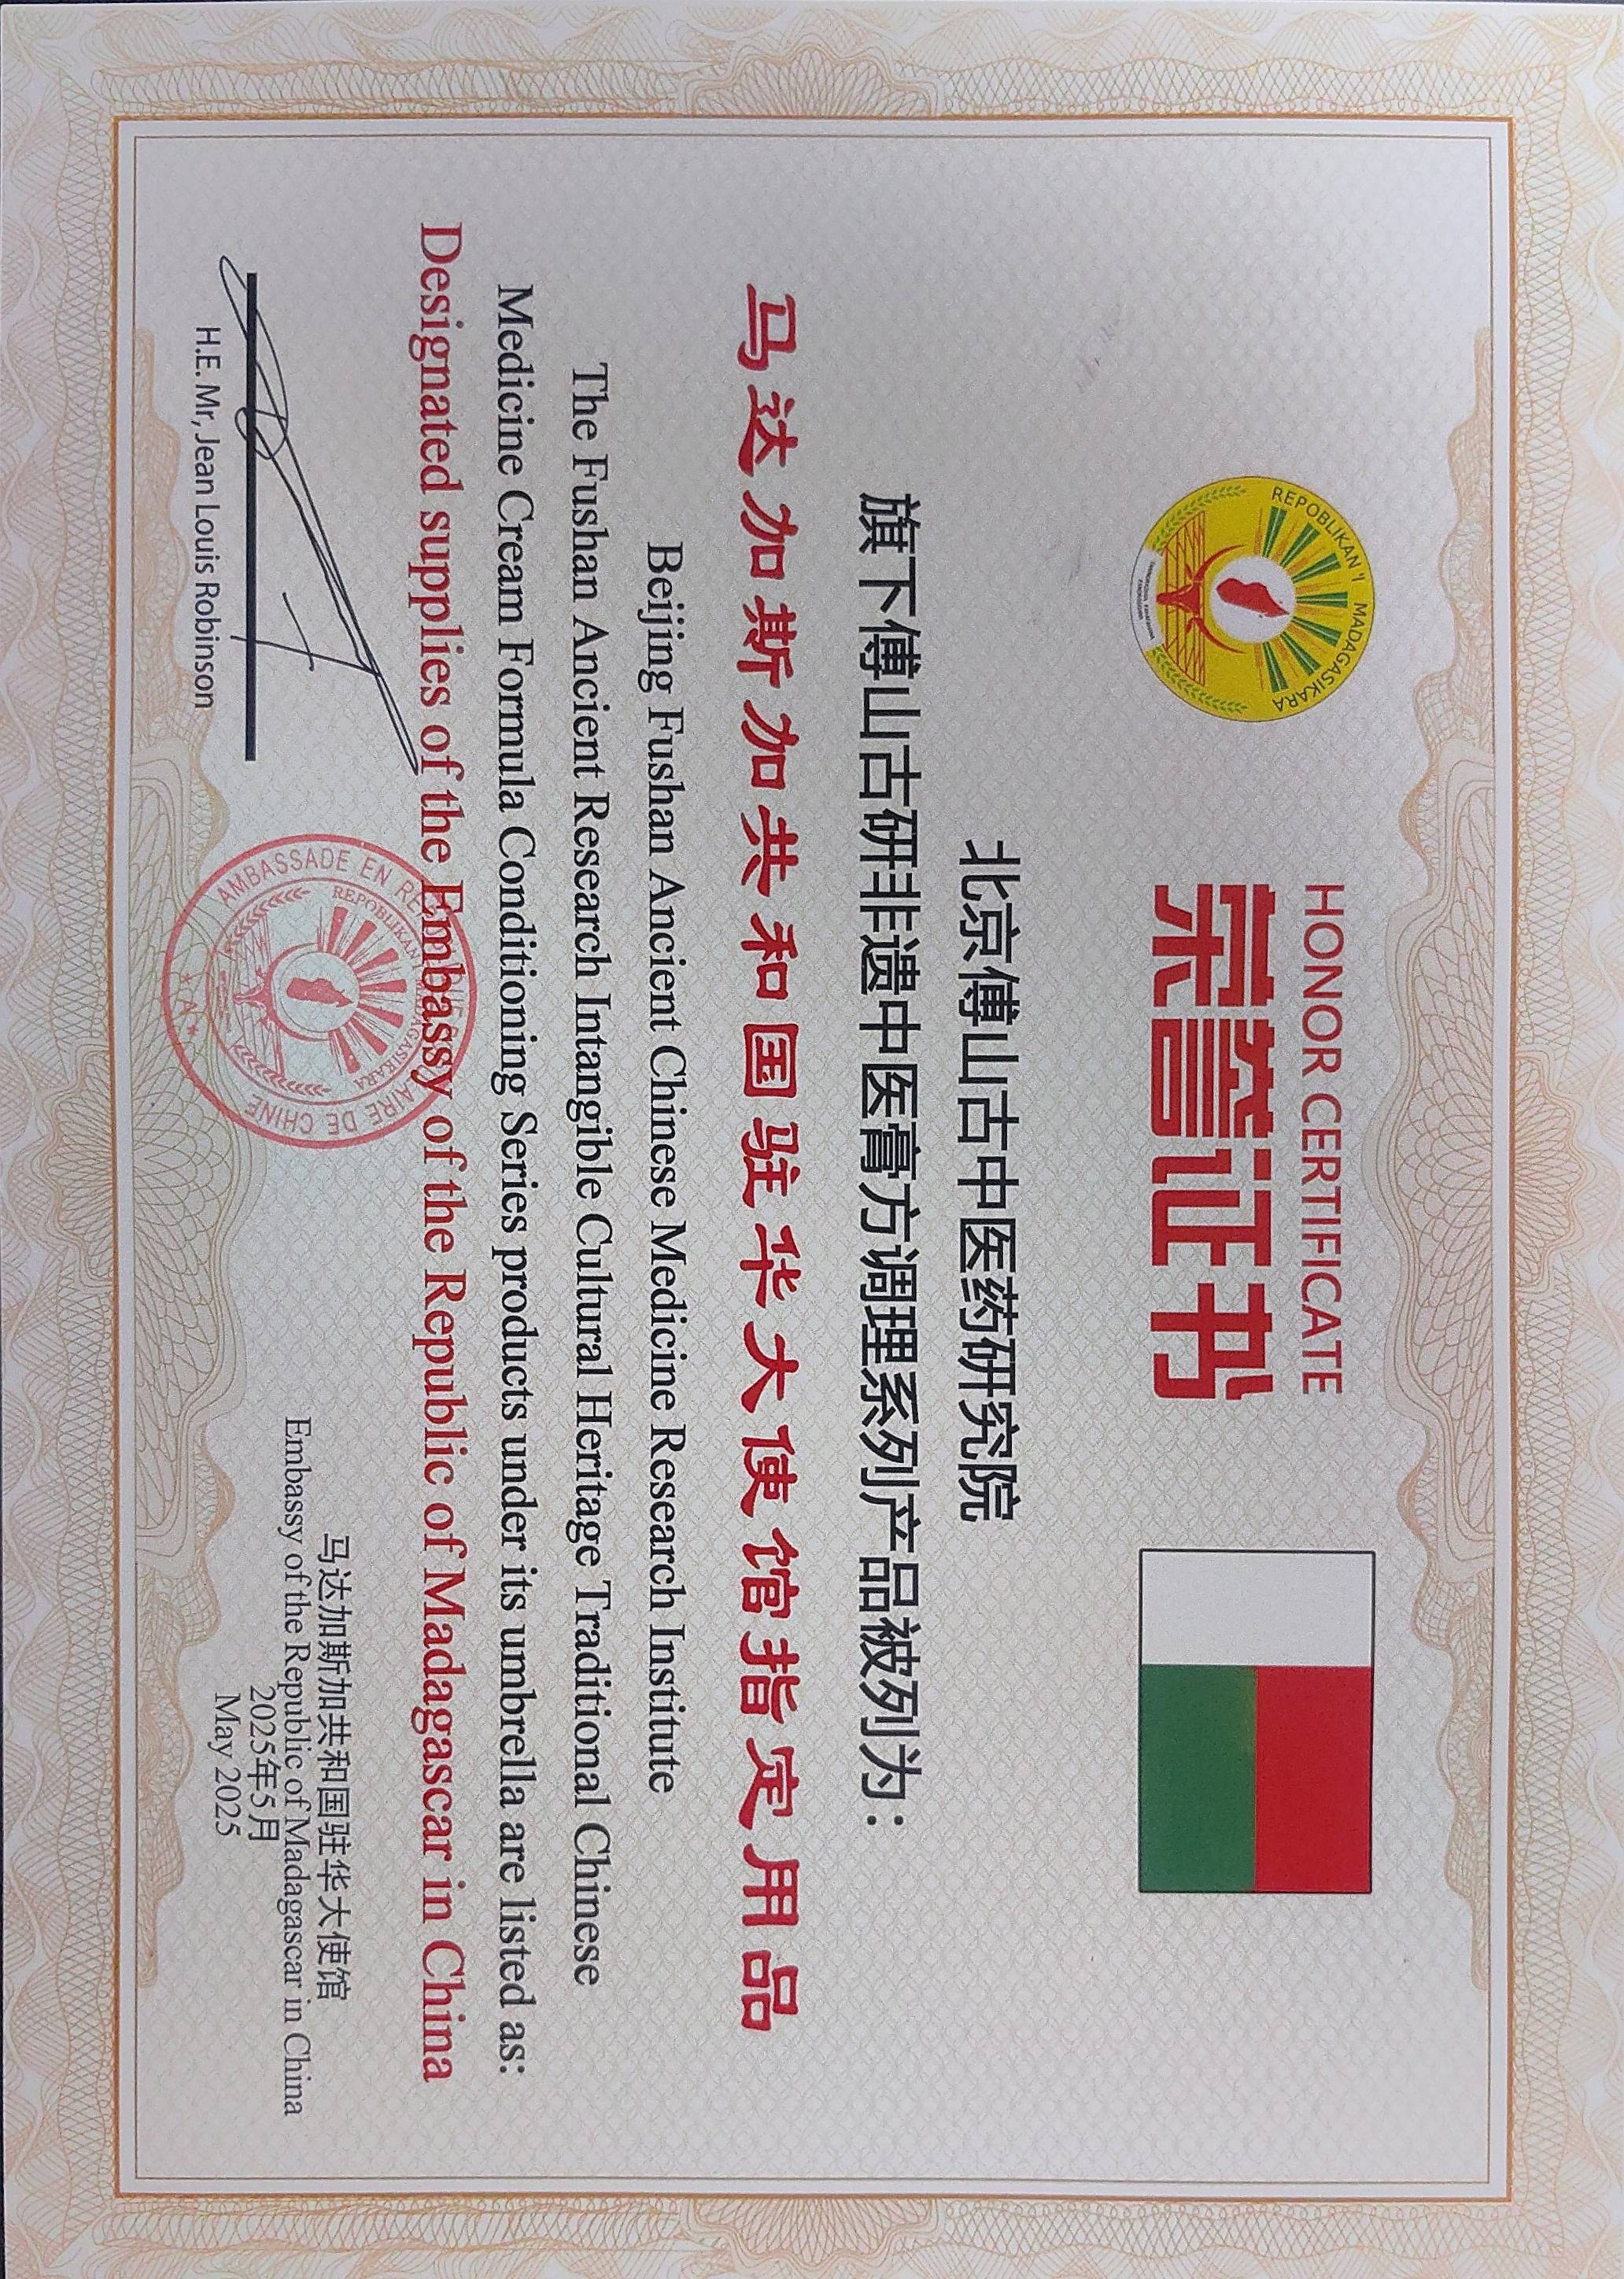 REPOBLIKAN'I MADAGASIKARA
HONOR CERTIFICATE
荣誉证书
北京傅山古中医药研究院
旗下傅山古研非遗中医膏方调理系列产品被列为：
马达加斯加共和国驻华大使馆指定用品
Beijing Fushan Ancient Chinese Medicine Research Institute
The Fushan Ancient Research Intangible Cultural Heritage Traditional Chinese
Medicine Cream Formula Conditioning Series products under its umbrella are listed as:
Designated supplies of the Embassy of the Republic of Madagascar in China
H.E. Mr, Jean Louis Robinson
AMBASSADE EN DE CHINE
REPOBLIKAN
马达加斯加共和国驻华大使馆
Embassy of the Republic of Madagascar in China
2025年5月
May 2025